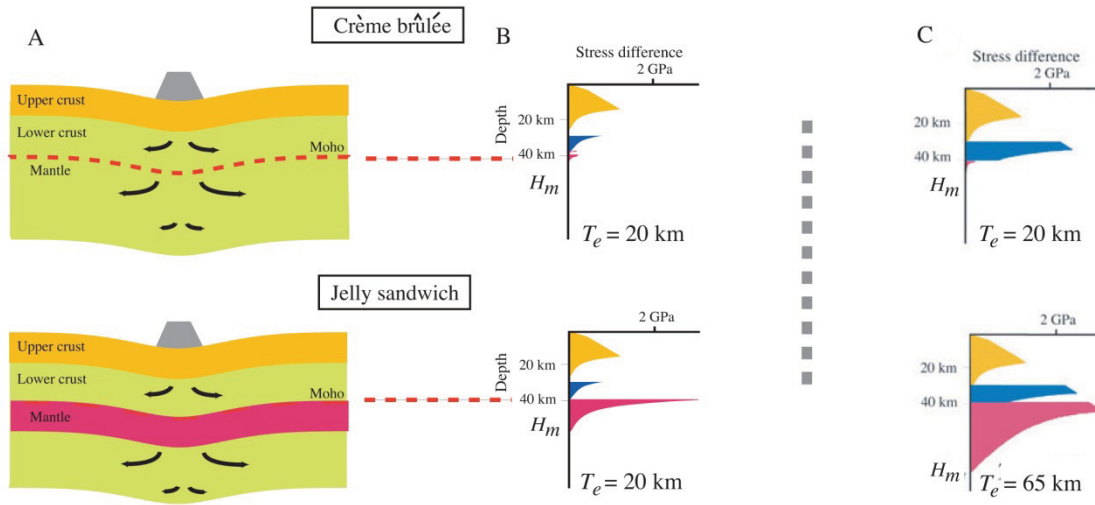 Crème brûlée
A
B
C
Stress difference
2 GPa
Upper crust
Lower crust
Moho
Mantle
Depth
20 km
40 km
Hm
Te = 20 km
Stress difference
2 GPa
20 km
40 km
Hm
Te = 20 km
Jelly sandwich
2 GPa
Upper crust
Lower crust
Moho
Mantle
Depth
20 km
40 km
Hm
Te = 20 km
2 GPa
20 km
40 km
Hm
Te = 65 km